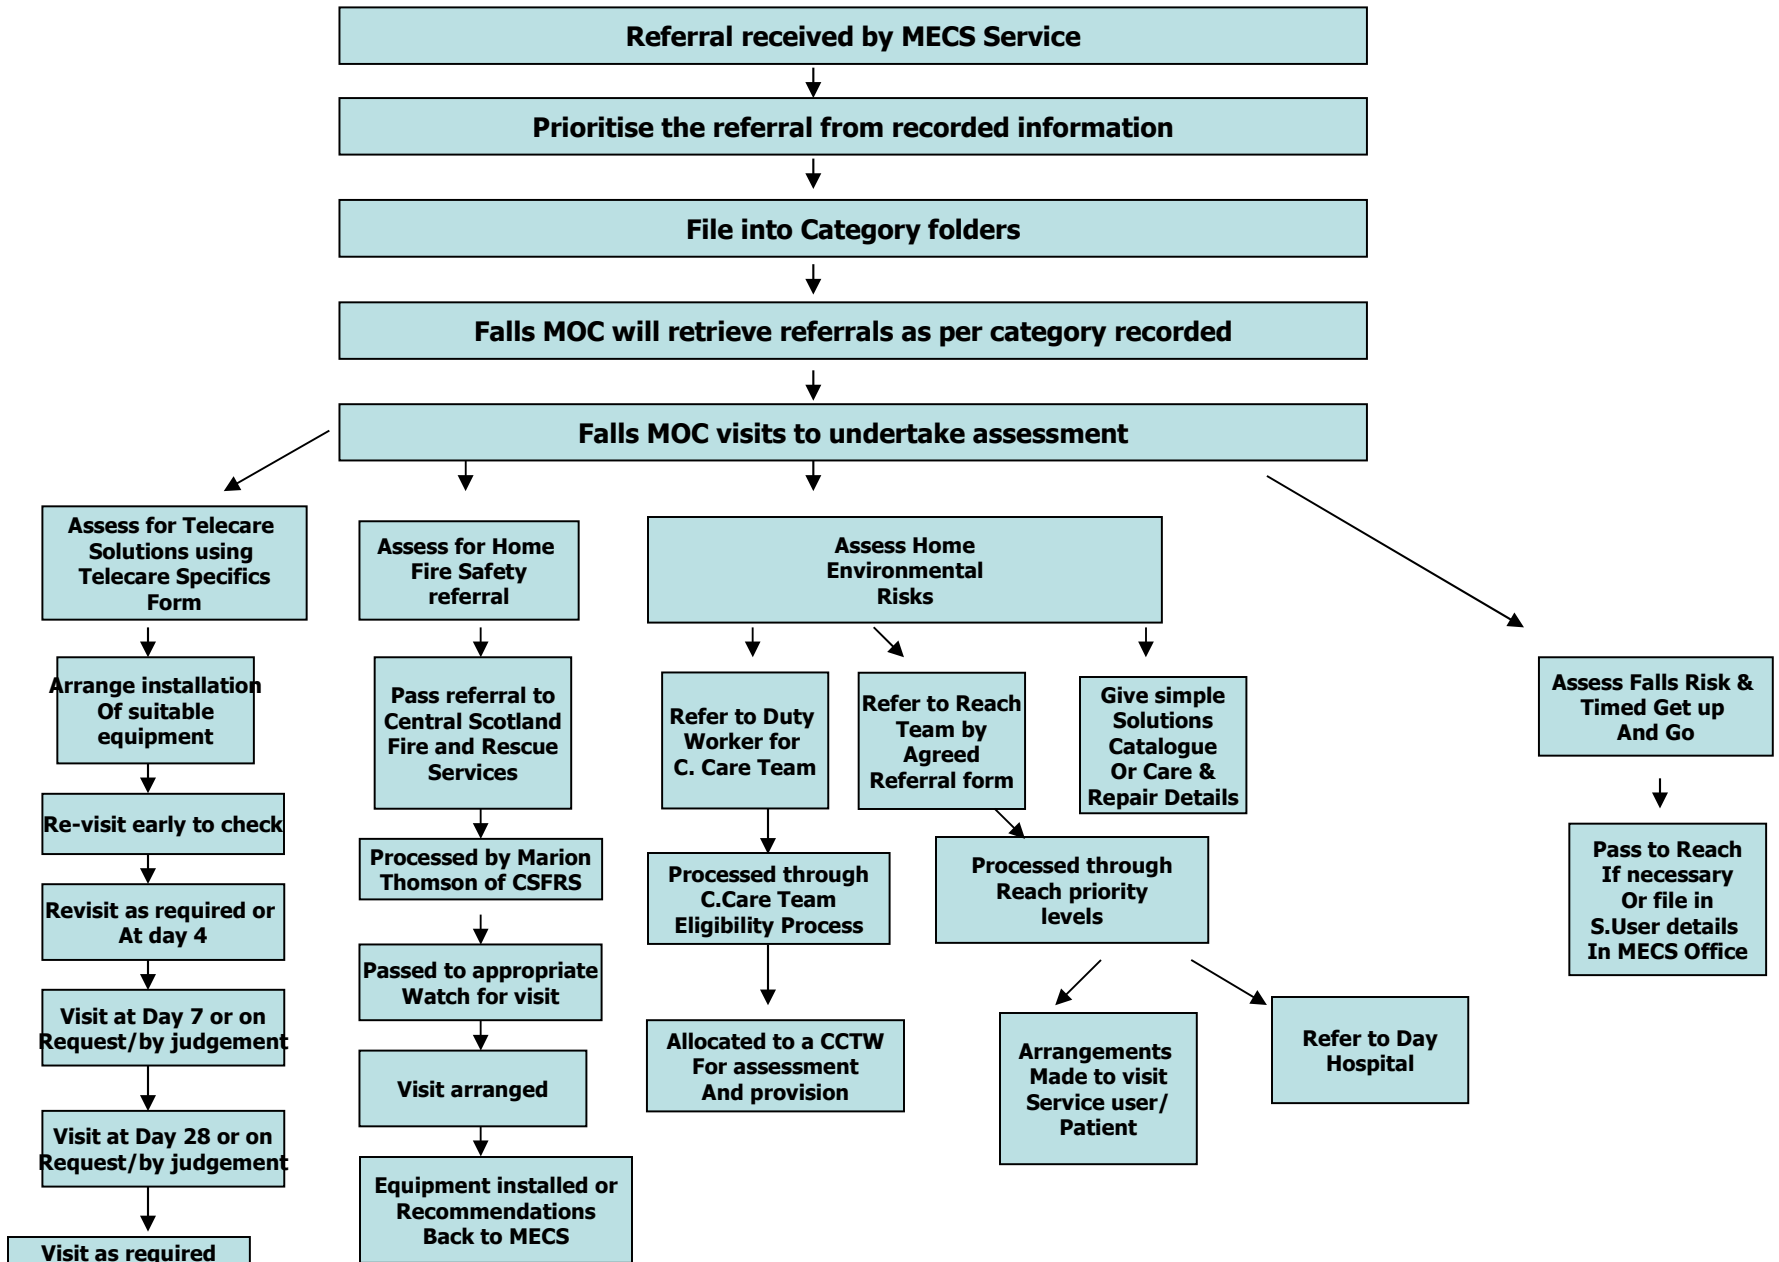 Referral received by MECS Service
Prioritise the referral from recorded information
File into Category folders
Falls MOC will retrieve referrals as per category recorded
Falls MOC visits to undertake assessment
Assess for Telecare
Solutions using
Telecare Specifics
Form
Arrange installation
Of suitable
equipment
Re-visit early to check
Revisit as required or
At day 4
Visit at Day 7 or on
Request/by judgement
Visit at Day 28 or on
Request/by judgement
Visit as required
Assess for Home
Fire Safety
referral
Pass referral to
Central Scotland
Fire and Rescue
Services
Processed by Marion
Thomson of CSFRS
Passed to appropriate
Watch for visit
Visit arranged
Equipment installed or
Recommendations
Back to MECS
Assess Home
Environmental
Risks
Refer to Duty
Worker for
C. Care Team
Processed through
C.Care Team
Eligibility Process
Allocated to a CCTW
For assessment
And provision
Refer to Reach
Team by
Agreed
Referral form
Processed through
Reach priority
levels
Arrangements
Made to visit
Service user/
Patient
Refer to Day
Hospital
Give simple
Solutions
Catalogue
Or Care &
Repair Details
Assess Falls Risk &
Timed Get up
And Go
Pass to Reach
If necessary
Or file in
S.User details
In MECS Office